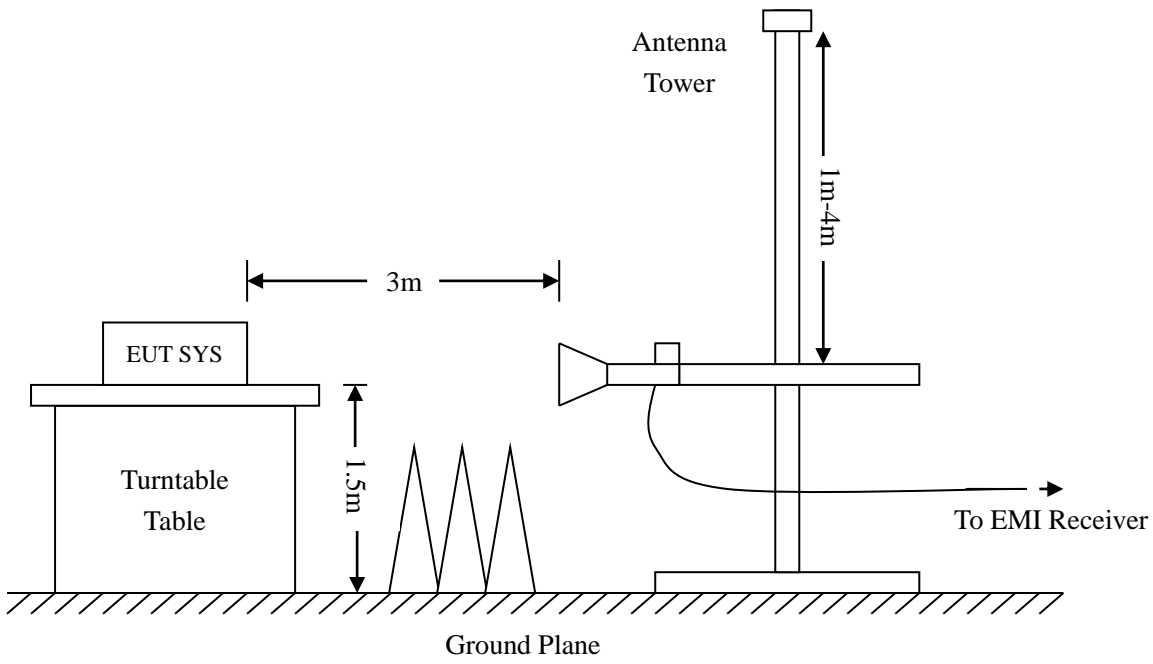 Antenna
Tower
1m-4m
3m
EUT SYS
1.5m
Turntable
Table
To EMI Receiver
Ground Plane